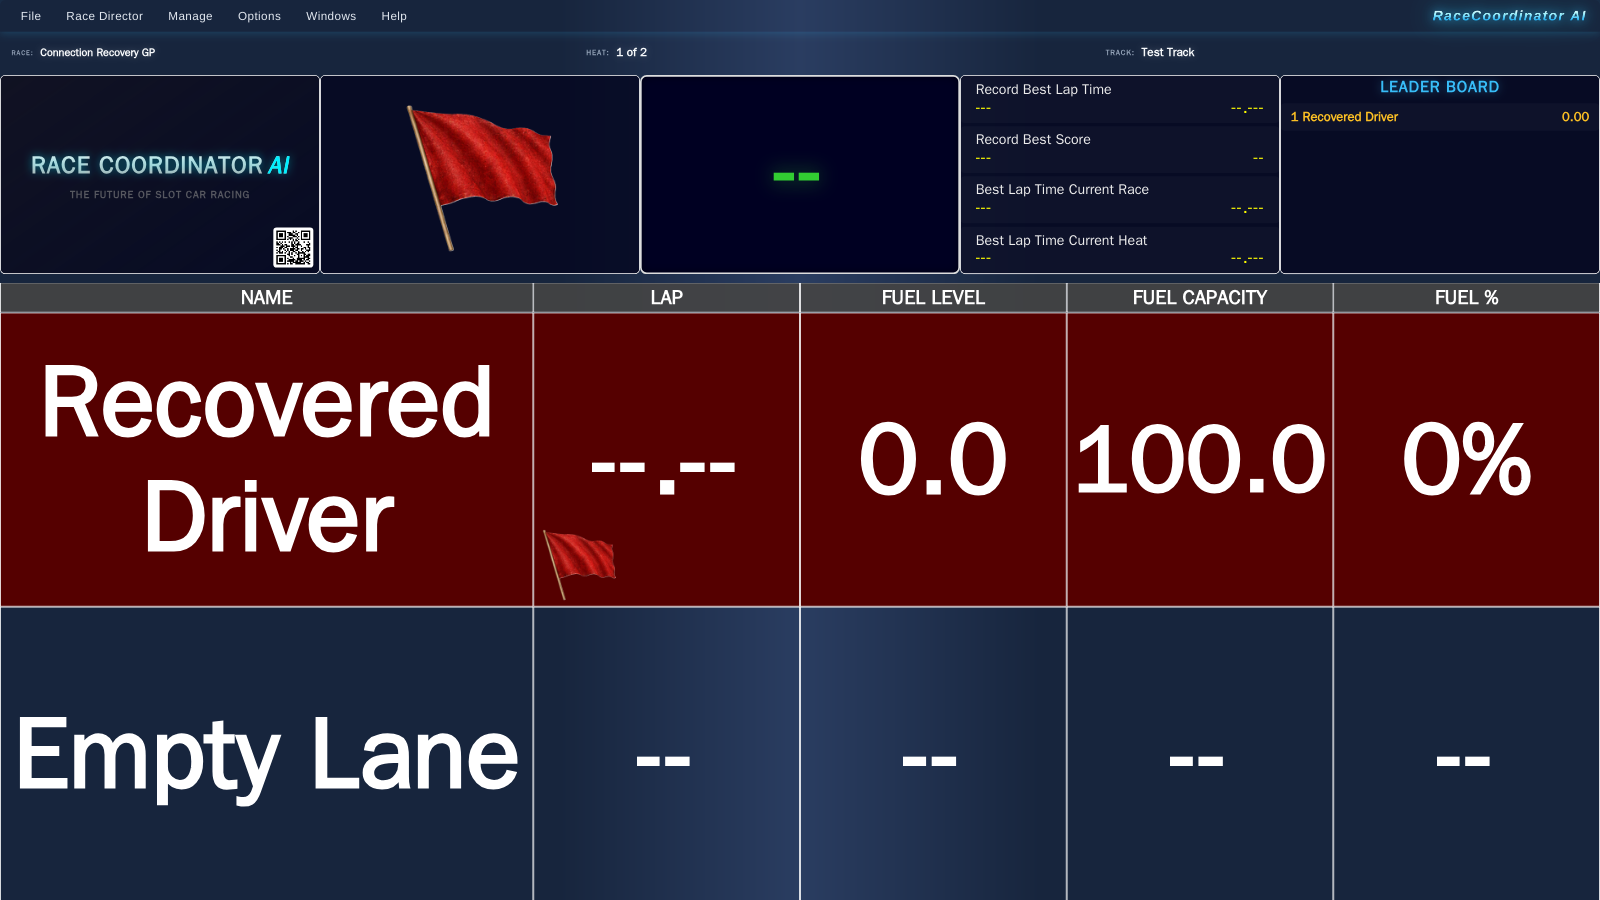 File Race Director Manage Options Windows Help RaceCoordinator AI
RACE: Connection Recovery GP HEAT: 1 of 2 TRACK: Test Track
RACE COORDINATOR AI
THE FUTURE OF SLOT CAR RACING
--
Record Best Lap Time
--- --.---
Record Best Score
--- --
Best Lap Time Current Race
--- --.---
Best Lap Time Current Heat
--- --.---
LEADER BOARD
1 Recovered Driver 0.00
NAME LAP FUEL LEVEL FUEL CAPACITY FUEL %
Recovered
Driver
--.-- 0.0 100.0 0%
Empty Lane -- -- -- --